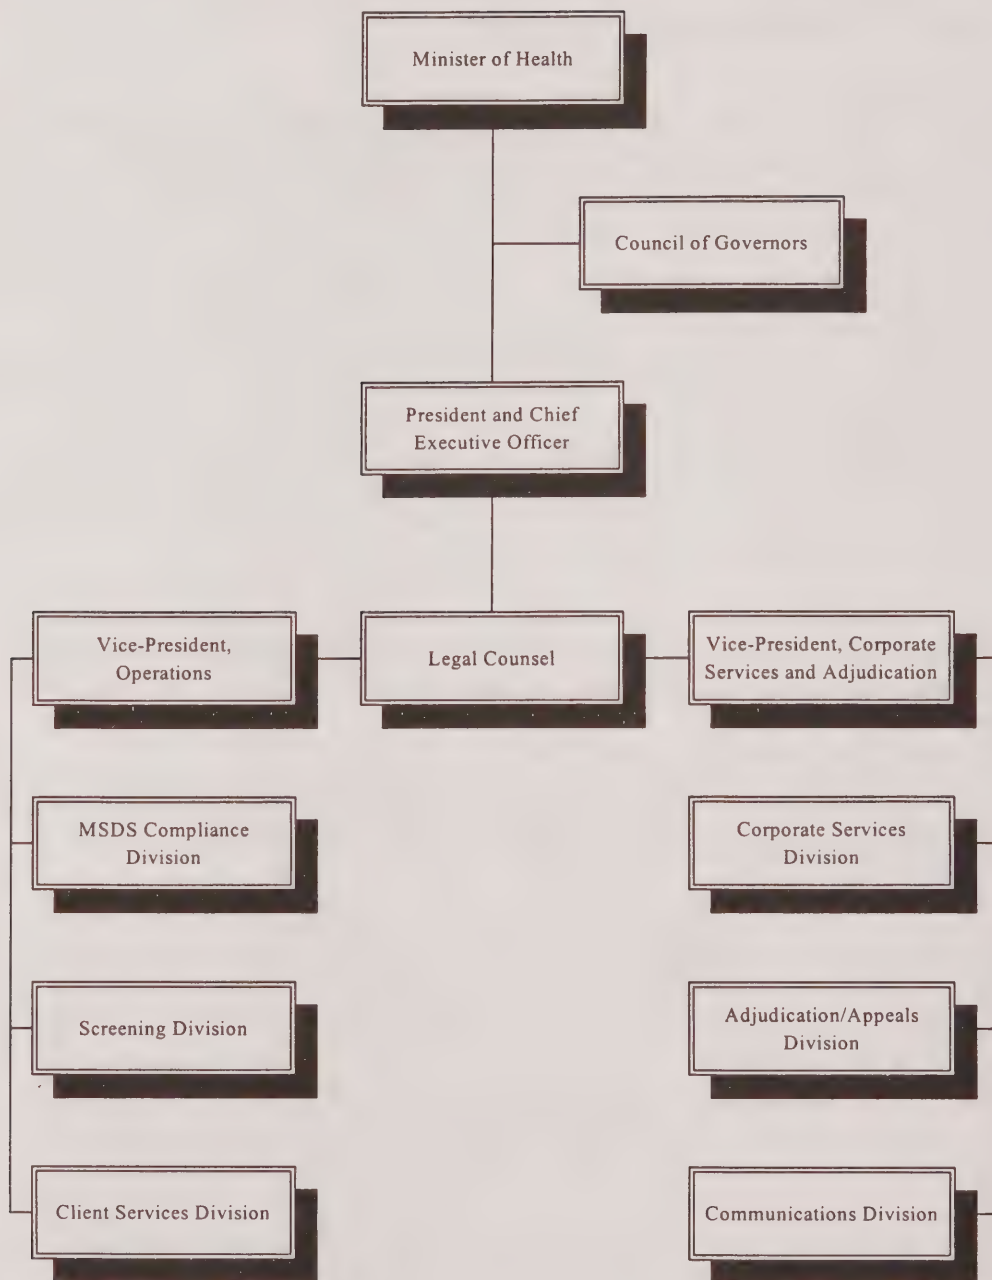 Minister of Health
Council of Governors
President and Chief
Executive Officer
Vice-President,
Operations
Legal Counsel
Vice-President, Corporate
Services and Adjudication
MSDS Compliance
Division
Corporate Services
Division
Screening Division
Adjudication/Appeals
Division
Client Services Division
Communications Division